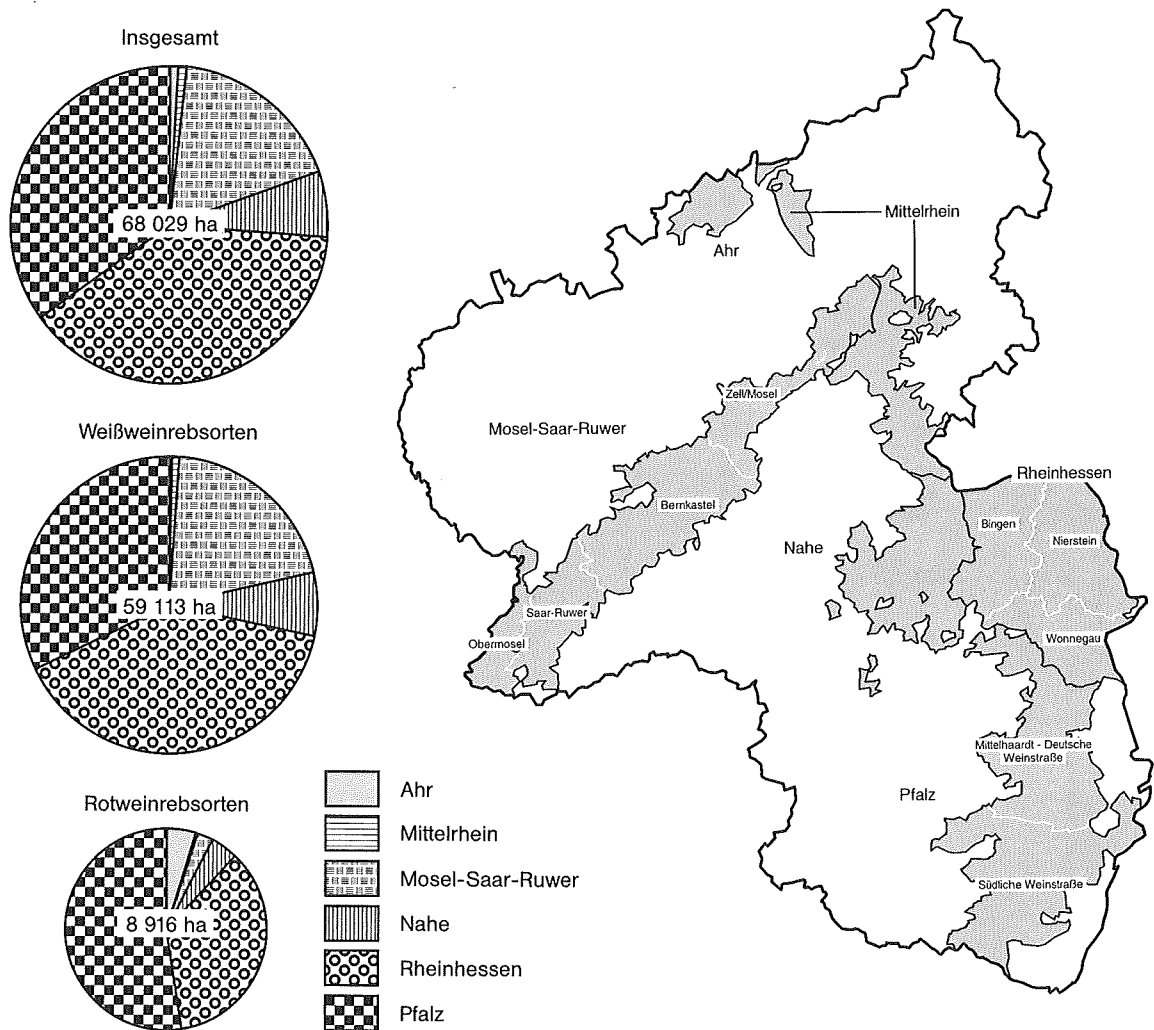 Insgesamt
68 029 ha
Weißweinrebsorten
59 113 ha
Rotweinrebsorten
8 916 ha
Ahr
Mittelrhein
Mosel-Saar-Ruwer
Nahe
Rheinhessen
Pfalz
Mittelrhein
Ahr
Zell/Mosel
Mosel-Saar-Ruwer
Bernkastel
Saar-Ruwer
Obermosel
Nahe
Rheinhessen
Bingen
Nierstein
Wonnegau
Mittelhaardt - Deutsche
Weinstraße
Pfalz
Südliche Weinstraße